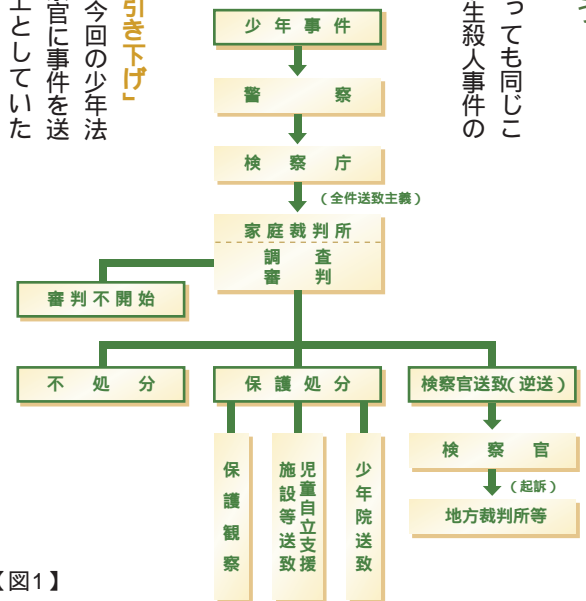 っても同じこ
生殺人事件の
引き下げ」
今回の少年法
官に事件を送
上としていた
少年事件
警察
検察庁
（全件送致主義）
家庭裁判所
調査
審判
審判不開始
不処分
保護処分
検察官送致（逆送）
保護観察
児童自立支援
施設等送致
少年院送致
検察官
（起訴）
地方裁判所等
【図1】